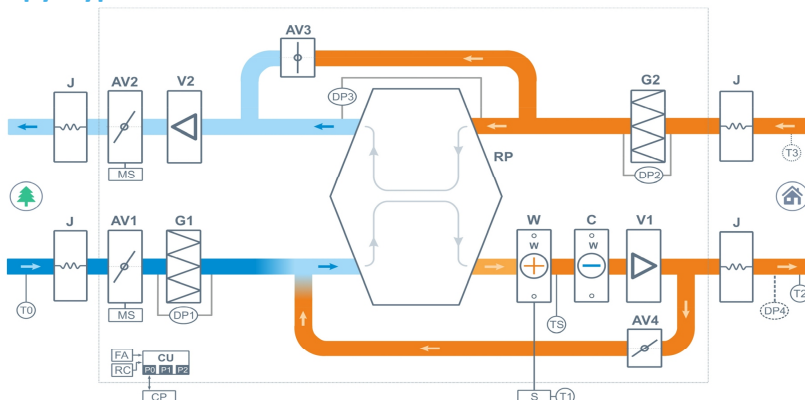 AV3
J
AV2
V2
DP3
G2
J
MS
RP
DP2
T3
J
AV1
G1
W
C
V1
J
W
W
T0
MS
DP1
TS
DP4
T2
AV4
FA
RC
CU
P0 P1 P2
CP
S
T1